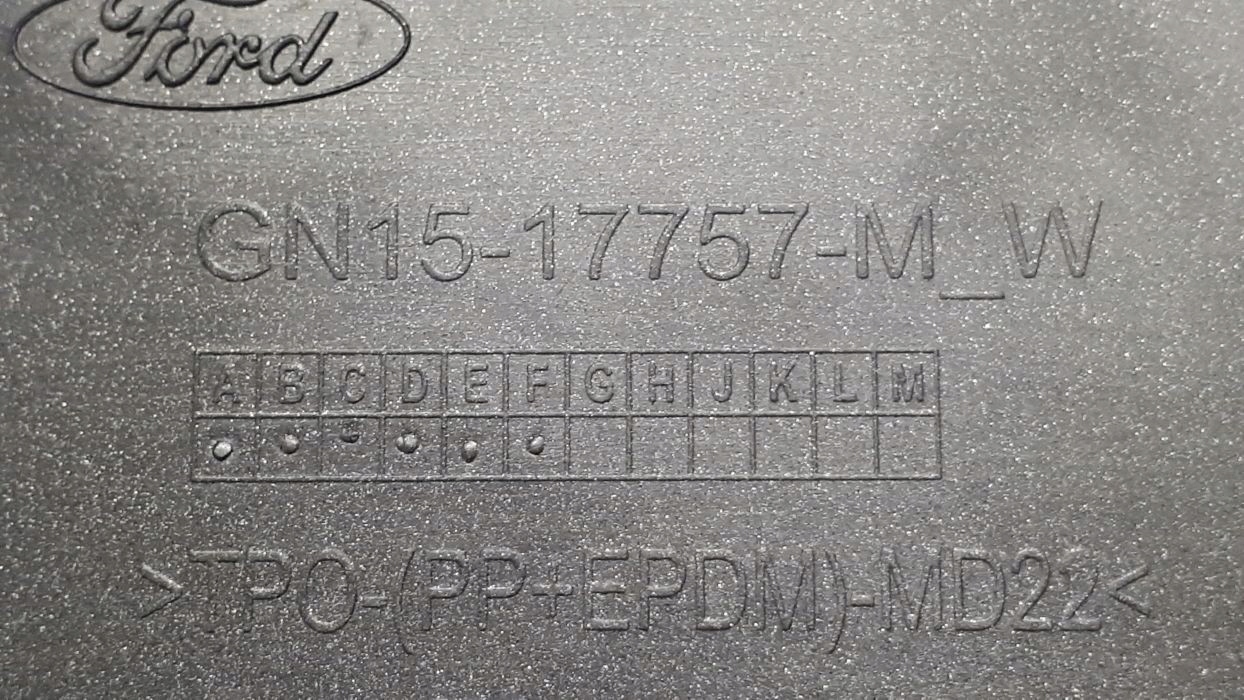 Ford
GN15-17757-M_W
A B C D E F G H J K L M
>TPO-(PP+EPDM)-MD22<